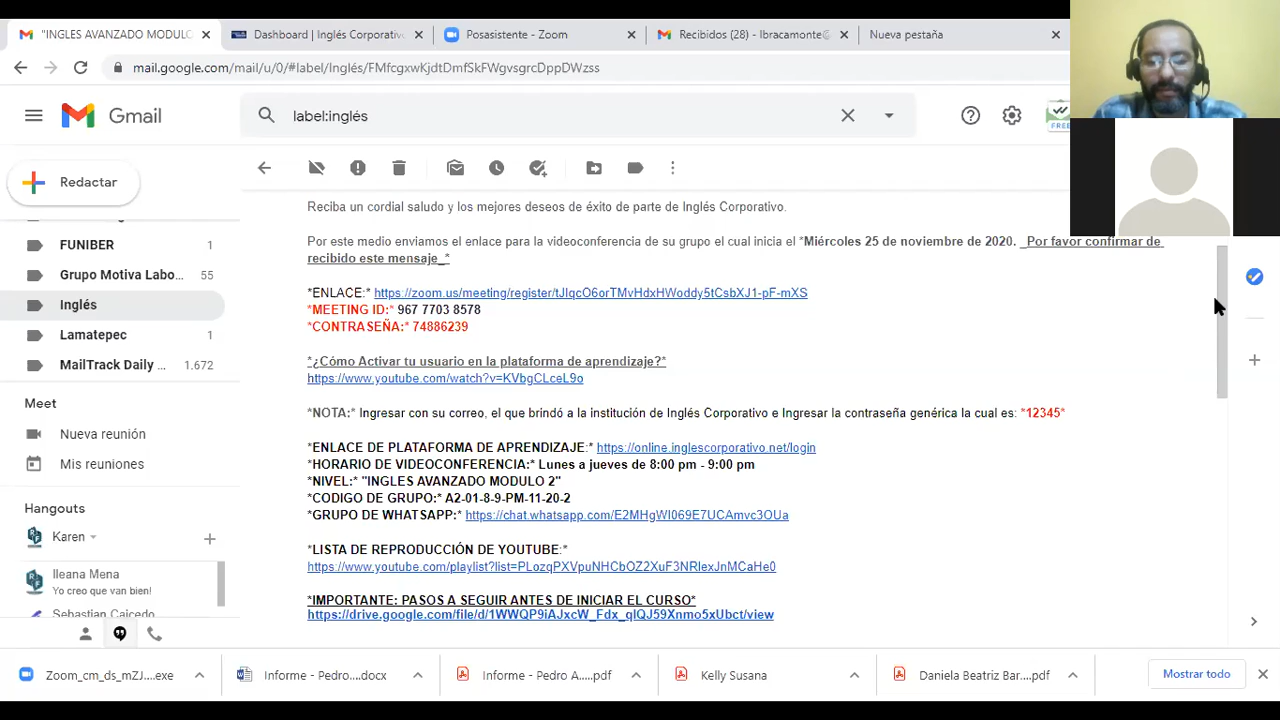 "INGLES AVANZADO MODULO
Dashboard | Inglés Corporativ
Posasistente - Zoom
Recibidos (28) - Ibracamonte@
Nueva pestaña
mail.google.com/mail/u/0/#label/Inglés/FMfcgxwKjdtDmfSkFWgvsgrcDppDWzss
Gmail
label:inglés
FREE
Redactar
FUNIBER 1
Grupo Motiva Labo... 55
Inglés
Lamatepec 1
MailTrack Daily ... 1.672
Meet
Nueva reunión
Mis reuniones
Hangouts
Karen
Ileana Mena
Yo creo que van bien!
Sebastian Caicedo
Reciba un cordial saludo y los mejores deseos de éxito de parte de Inglés Corporativo.
Por este medio enviamos el enlace para la videoconferencia de su grupo el cual inicia el *Miércoles 25 de noviembre de 2020. _Por favor confirmar de
recibido este mensaje_*
*ENLACE:* https://zoom.us/meeting/register/tJIqcO6orTMvHdxHWoddy5tCsbXJ1-pF-mXS
*MEETING ID:* 967 7703 8578
*CONTRASEÑA:* 74886239
*¿Cómo Activar tu usuario en la plataforma de aprendizaje?*
https://www.youtube.com/watch?v=KVbgCLceL9o
*NOTA:* Ingresar con su correo, el que brindó a la institución de Inglés Corporativo e Ingresar la contraseña genérica la cual es: *12345*
*ENLACE DE PLATAFORMA DE APRENDIZAJE:* https://online.inglescorporativo.net/login
*HORARIO DE VIDEOCONFERENCIA:* Lunes a jueves de 8:00 pm - 9:00 pm
*NIVEL:* "INGLES AVANZADO MODULO 2"
*CODIGO DE GRUPO:* A2-01-8-9-PM-11-20-2
*GRUPO DE WHATSAPP:* https://chat.whatsapp.com/E2MHgWI069E7UCAmvc3OUa
*LISTA DE REPRODUCCIÓN DE YOUTUBE:*
https://www.youtube.com/playlist?list=PLozqPXVpuNHCbOZ2XuF3NRlexJnMCaHe0
*IMPORTANTE: PASOS A SEGUIR ANTES DE INICIAR EL CURSO*
https://drive.google.com/file/d/1WWQP9iAJxcW_Fdx_qlQJ59Xnmo5xUbct/view
Zoom_cm_ds_mZJ....exe
Informe - Pedro....docx
Informe - Pedro A....pdf
Kelly Susana
Daniela Beatriz Bar....pdf
Mostrar todo